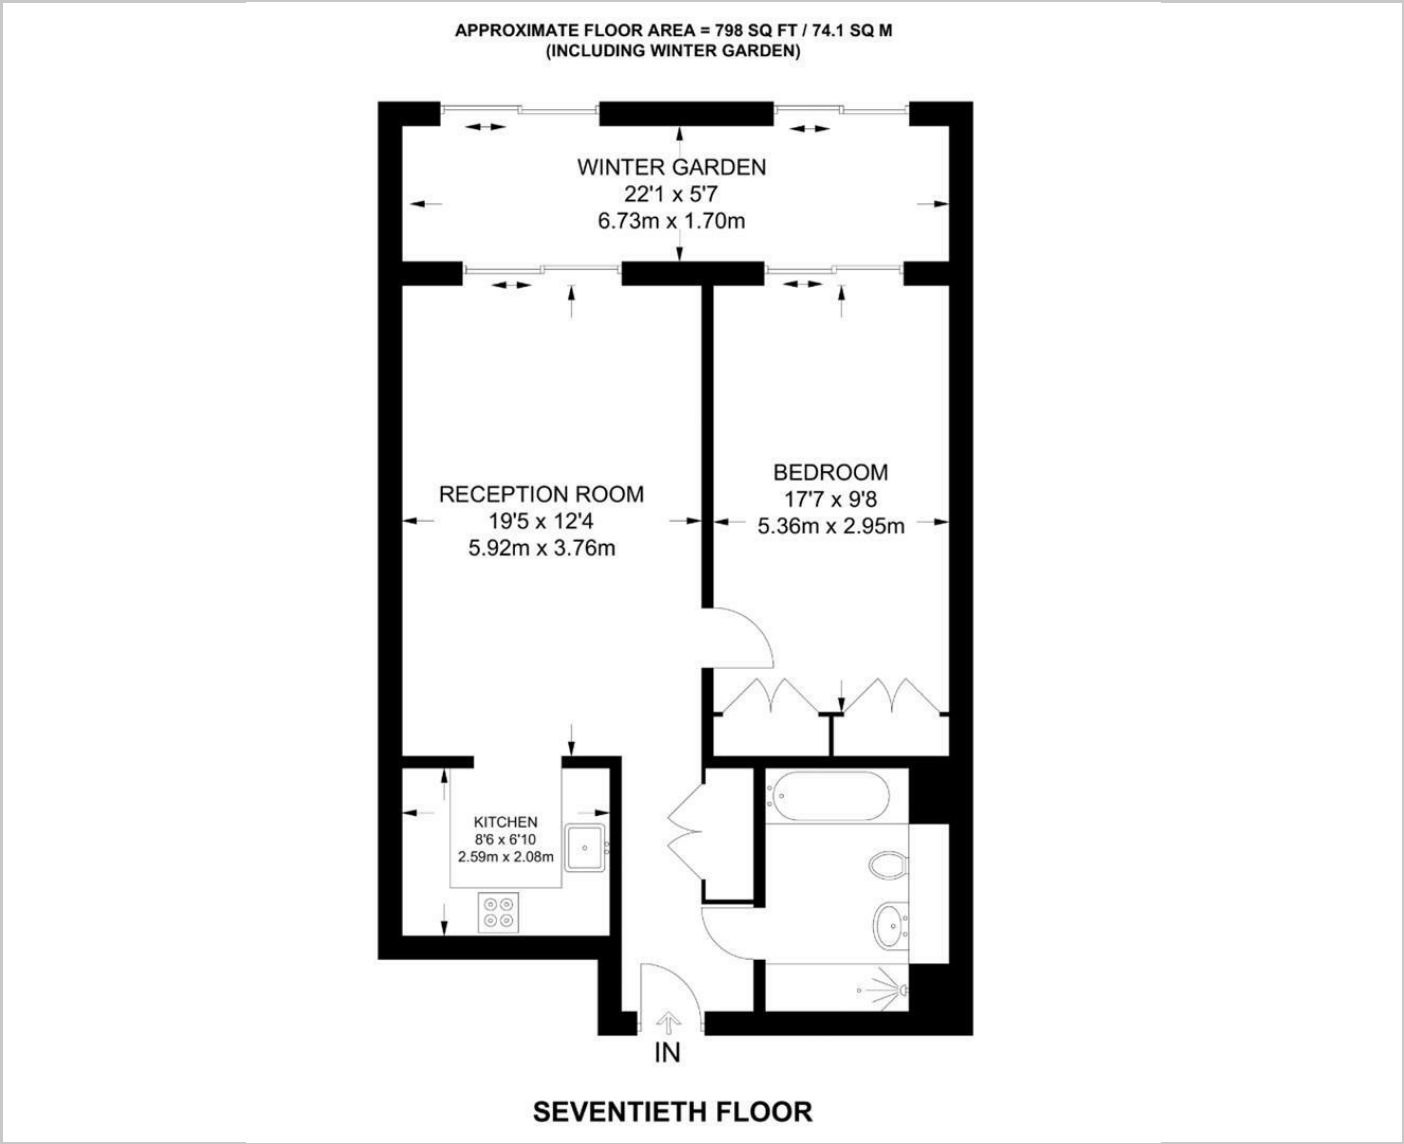 APPROXIMATE FLOOR AREA = 798 SQ FT / 74.1 SQ M
(INCLUDING WINTER GARDEN)
WINTER GARDEN
22'1 x 5'7
6.73m x 1.70m
RECEPTION ROOM
19'5 x 12'4
5.92m x 3.76m
BEDROOM
17'7 x 9'8
5.36m x 2.95m
KITCHEN
8'6 x 6'10
2.59m x 2.08m
IN
SEVENTIETH FLOOR